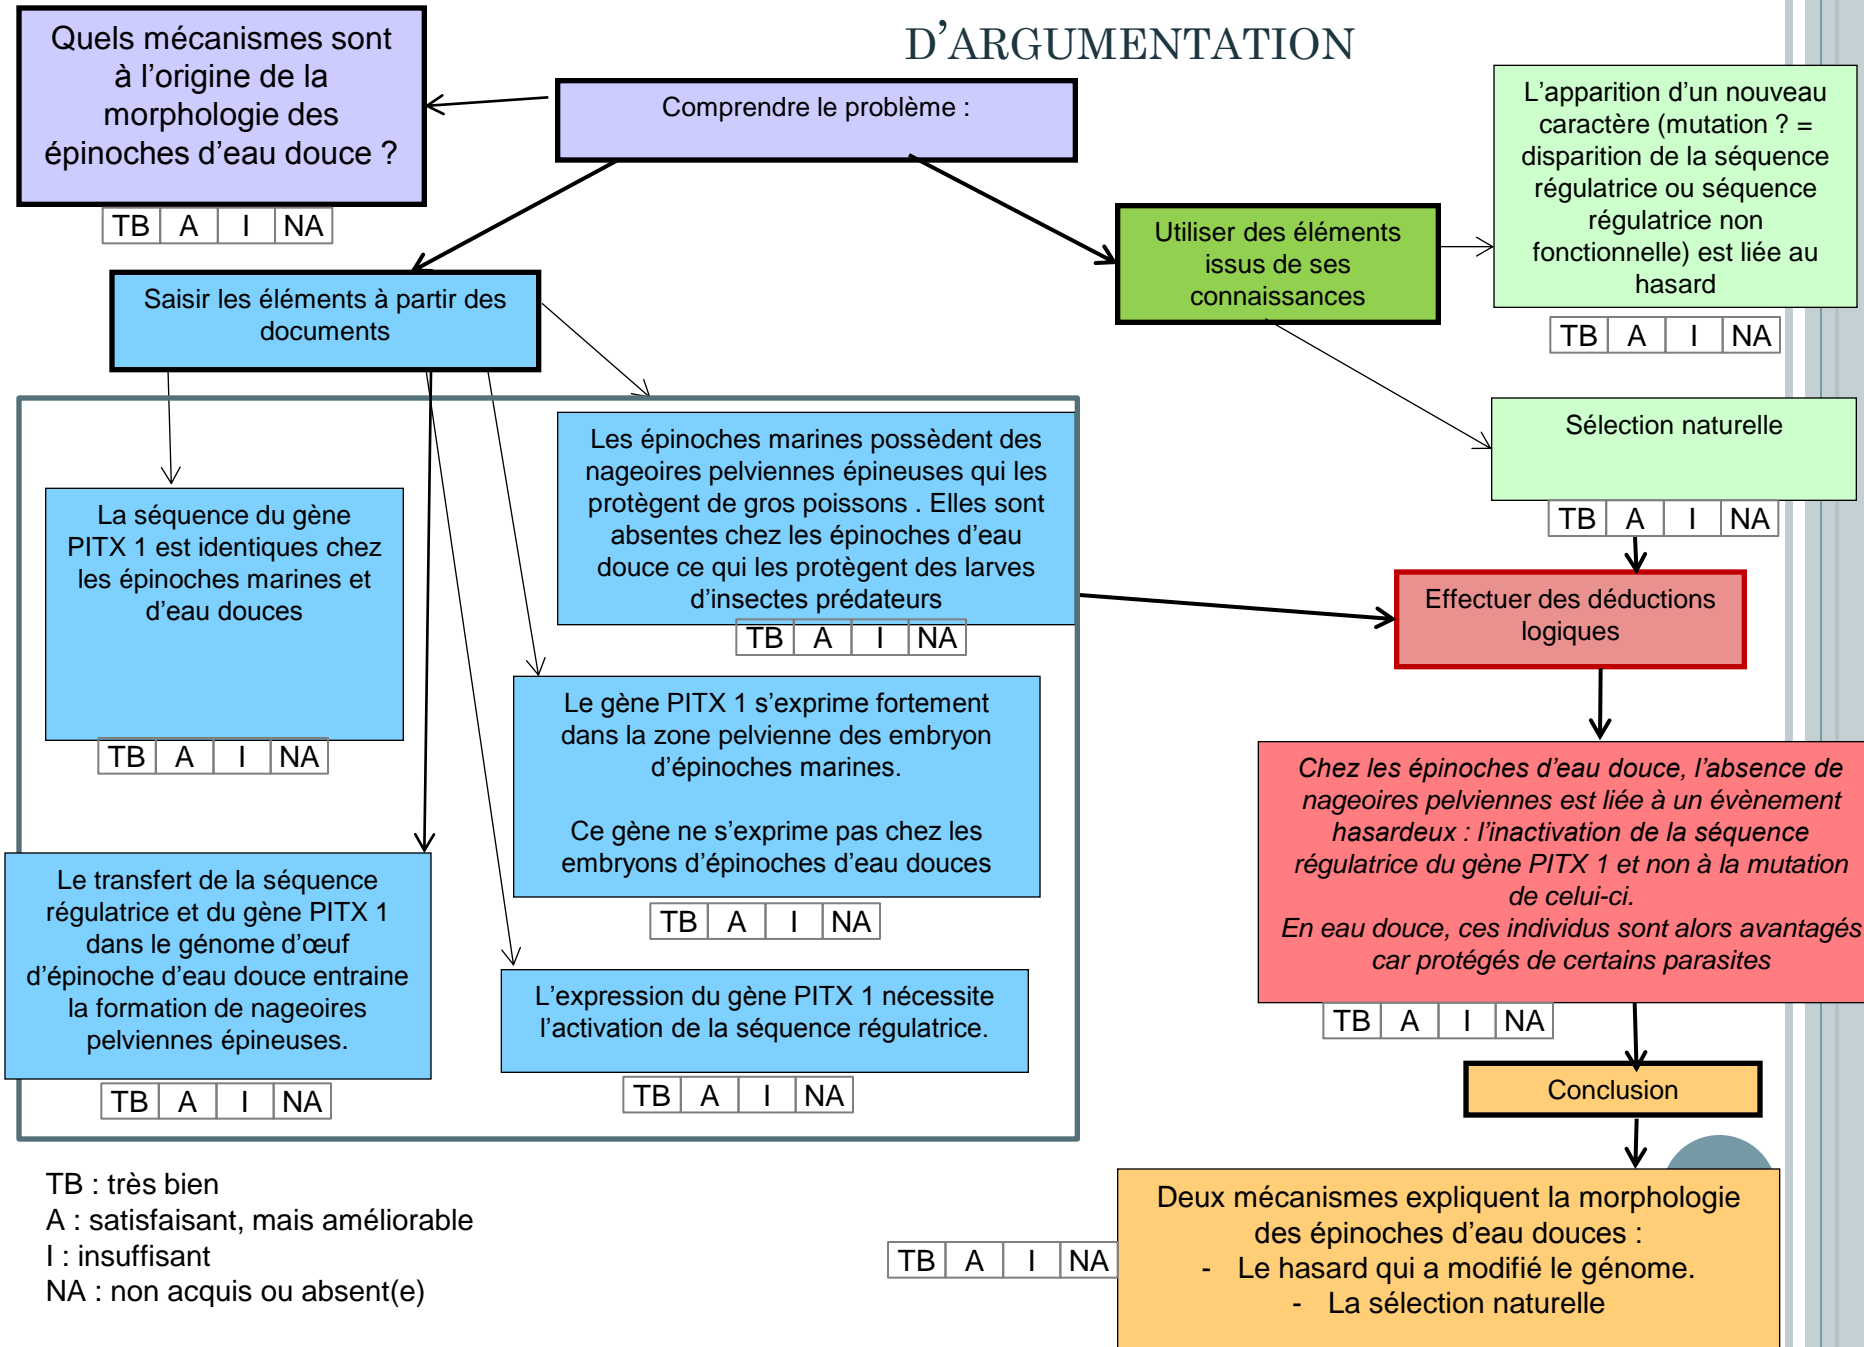 D'ARGUMENTATION
Quels mécanismes sont
à l'origine de la
morphologie des
épinoches d'eau douce ?
TB A I NA
Comprendre le problème :
L'apparition d'un nouveau
caractère (mutation ? =
disparition de la séquence
régulatrice ou séquence
régulatrice non
fonctionnelle) est liée au
hasard
TB A I NA
Utiliser des éléments
issus de ses
connaissances
Saisir les éléments à partir des
documents
Sélection naturelle
TB A I NA
Les épinoches marines possèdent des
nageoires pelviennes épineuses qui les
protègent de gros poissons . Elles sont
absentes chez les épinoches d'eau
douce ce qui les protègent des larves
d'insectes prédateurs
TB A I NA
La séquence du gène
PITX 1 est identiques chez
les épinoches marines et
d'eau douces
TB A I NA
Effectuer des déductions
logiques
Le gène PITX 1 s'exprime fortement
dans la zone pelvienne des embryon
d'épinoches marines.
Ce gène ne s'exprime pas chez les
embryons d'épinoches d'eau douces
TB A I NA
Chez les épinoches d'eau douce, l'absence de
nageoires pelviennes est liée à un évènement
hasardeux : l'inactivation de la séquence
régulatrice du gène PITX 1 et non à la mutation
de celui-ci.
En eau douce, ces individus sont alors avantagés
car protégés de certains parasites
TB A I NA
Le transfert de la séquence
régulatrice et du gène PITX 1
dans le génome d'œuf
d'épinoche d'eau douce entraine
la formation de nageoires
pelviennes épineuses.
TB A I NA
L'expression du gène PITX 1 nécessite
l'activation de la séquence régulatrice.
TB A I NA
Conclusion
Deux mécanismes expliquent la morphologie
des épinoches d'eau douces :
- Le hasard qui a modifié le génome.
- La sélection naturelle
TB A I NA
TB : très bien
A : satisfaisant, mais améliorable
I : insuffisant
NA : non acquis ou absent(e)